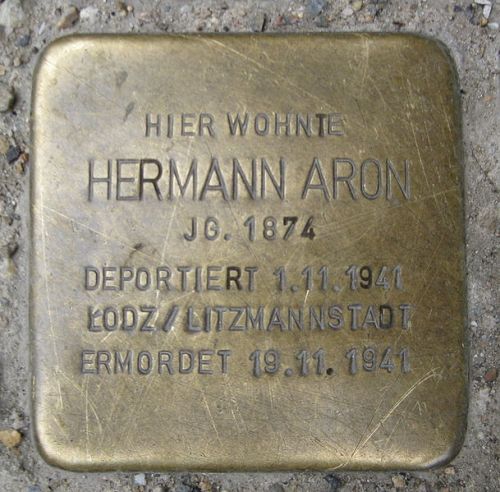 HIER WOHNTE
HERMANN ARON
JG. 1874
DEPORTIERT 1.11.1941
ŁODZ/LITZMANNSTADT
ERMORDET 19.11.1941